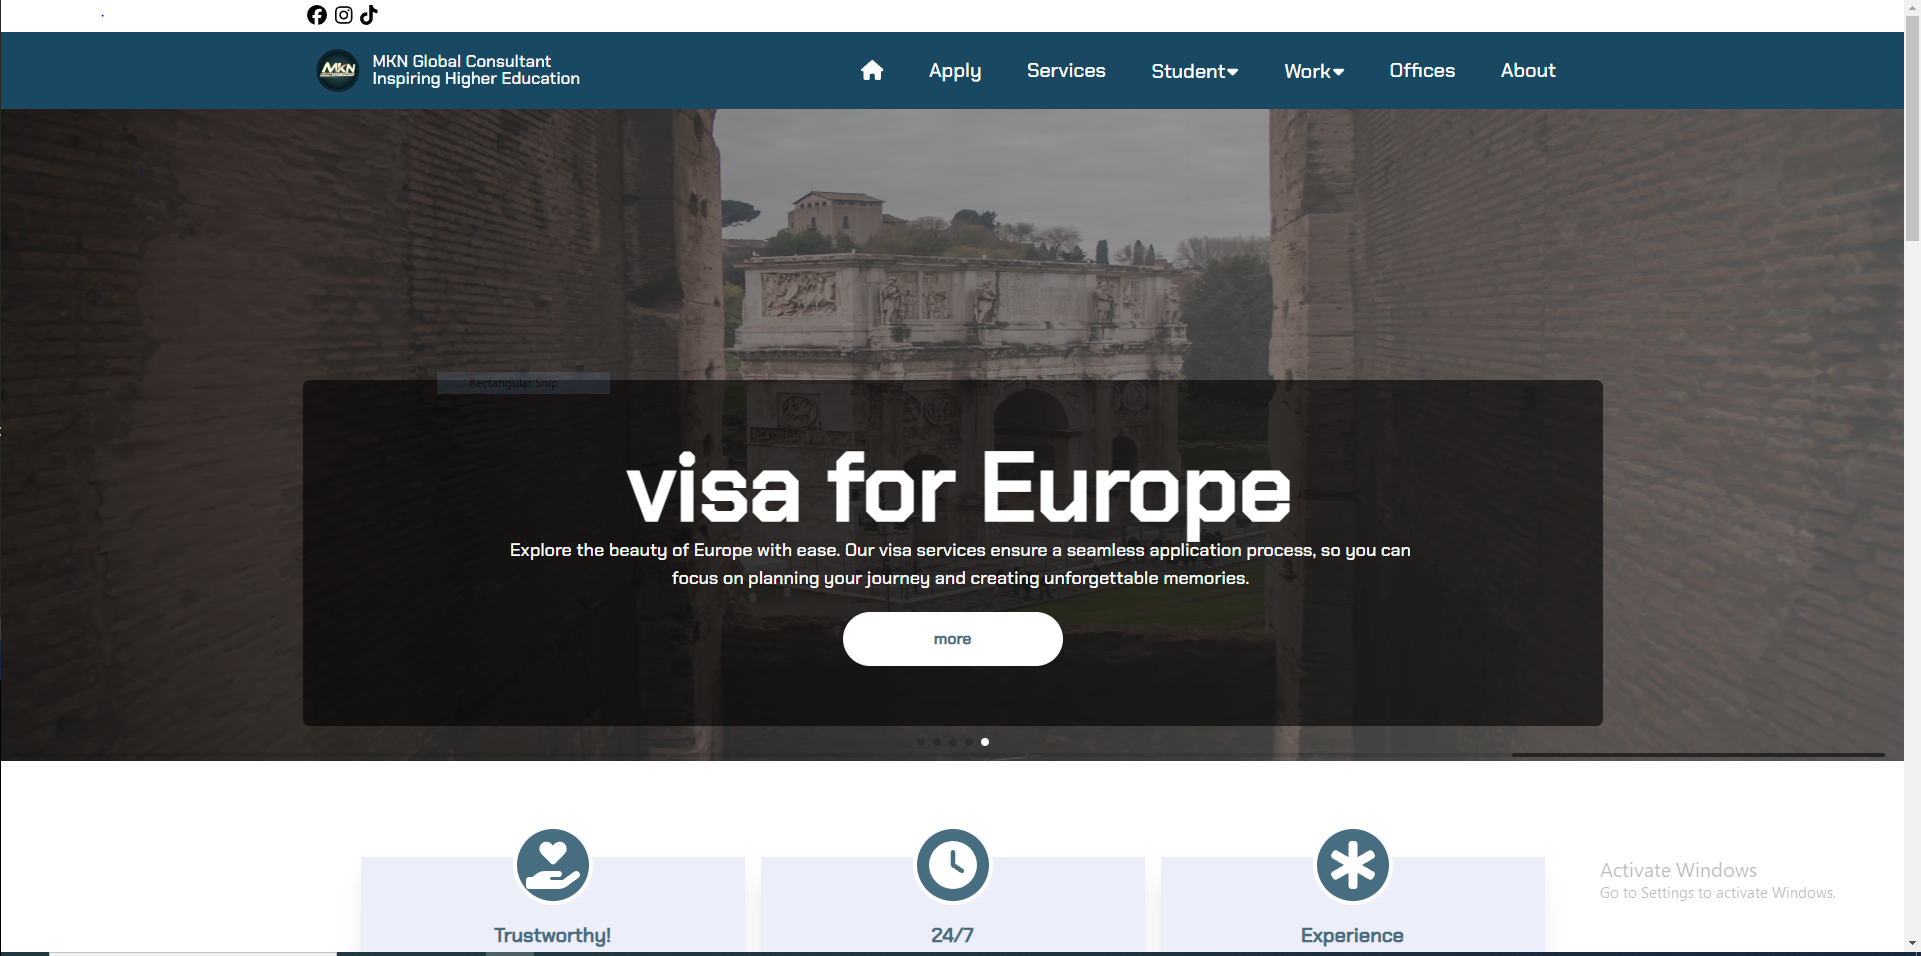 MKN
MKN Global Consultant
Inspiring Higher Education
Apply
Services
Student
Work
Offices
About
Rectangular Snip
visa for Europe
Explore the beauty of Europe with ease. Our visa services ensure a seamless application process, so you can
focus on planning your journey and creating unforgettable memories.
more
Trustworthy!
24/7
Experience
Activate Windows
Go to Settings to activate Windows.